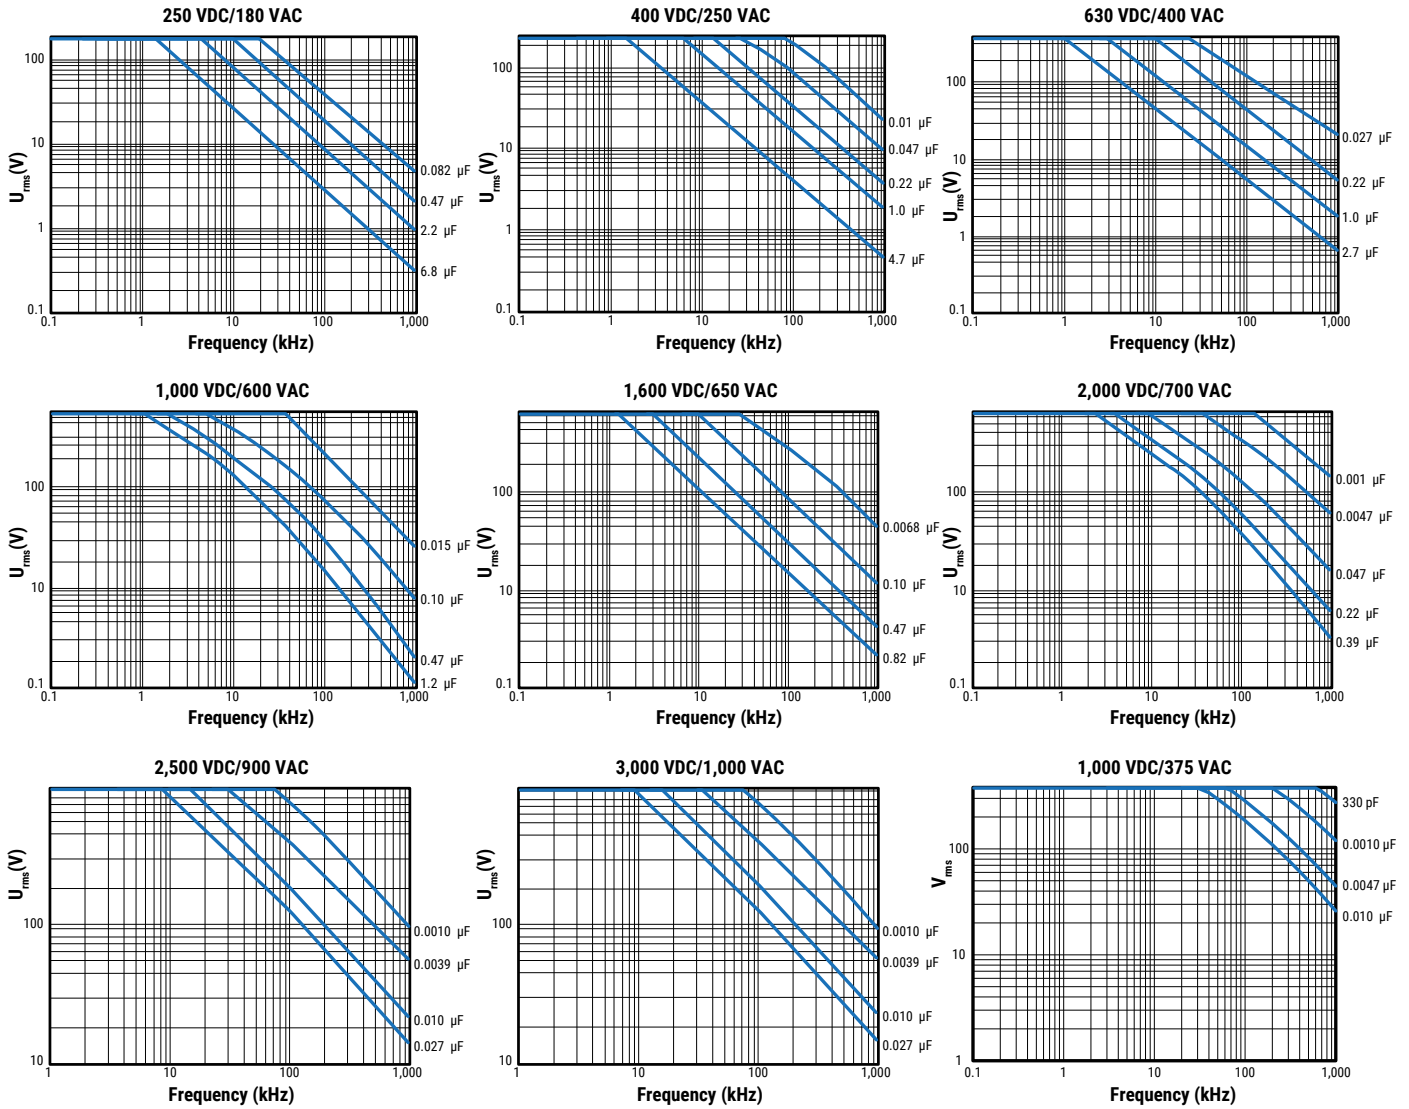 250 VDC/180 VAC
100
10
1
0.1
0.1 1 10 100 1,000
U rms (V)
Frequency (kHz)
0.082 µF
0.47 µF
2.2 µF
6.8 µF
400 VDC/250 VAC
100
10
1
0.1
0.1 1 10 100 1,000
U rms (V)
Frequency (kHz)
0.01 µF
0.047 µF
0.22 µF
1.0 µF
4.7 µF
630 VDC/400 VAC
100
10
1
0.1
0.1 1 10 100 1,000
U rms (V)
Frequency (kHz)
0.027 µF
0.22 µF
1.0 µF
2.7 µF
1,000 VDC/600 VAC
100
10
0.1
0.1 1 10 100 1,000
U rms (V)
Frequency (kHz)
0.015 µF
0.10 µF
0.47 µF
1.2 µF
1,600 VDC/650 VAC
100
10
0.1
0.1 1 10 100 1,000
U rms (V)
Frequency (kHz)
0.0068 µF
0.10 µF
0.47 µF
0.82 µF
2,000 VDC/700 VAC
100
10
0.1
0.1 1 10 100 1,000
U rms (V)
Frequency (kHz)
0.001 µF
0.0047 µF
0.047 µF
0.22 µF
0.39 µF
2,500 VDC/900 VAC
100
10
1 10 100 1,000
U rms (V)
Frequency (kHz)
0.0010 µF
0.0039 µF
0.010 µF
0.027 µF
3,000 VDC/1,000 VAC
100
10
1 10 100 1,000
U rms (V)
Frequency (kHz)
0.0010 µF
0.0039 µF
0.010 µF
0.027 µF
1,000 VDC/375 VAC
100
10
1
0.1 1 10 100 1,000
V rms
Frequency (kHz)
330 pF
0.0010 µF
0.0047 µF
0.010 µF